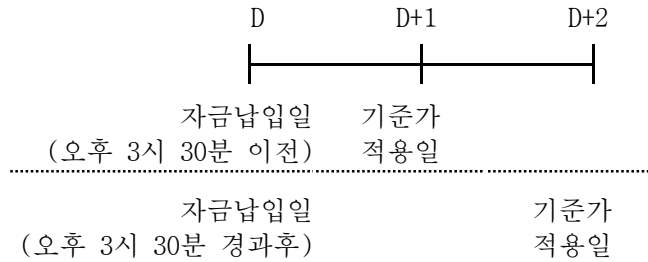 D D+1 D+2
자금납입일 기준가
(오후 3시 30분 이전) 적용일
자금납입일 기준가
(오후 3시 30분 경과후) 적용일